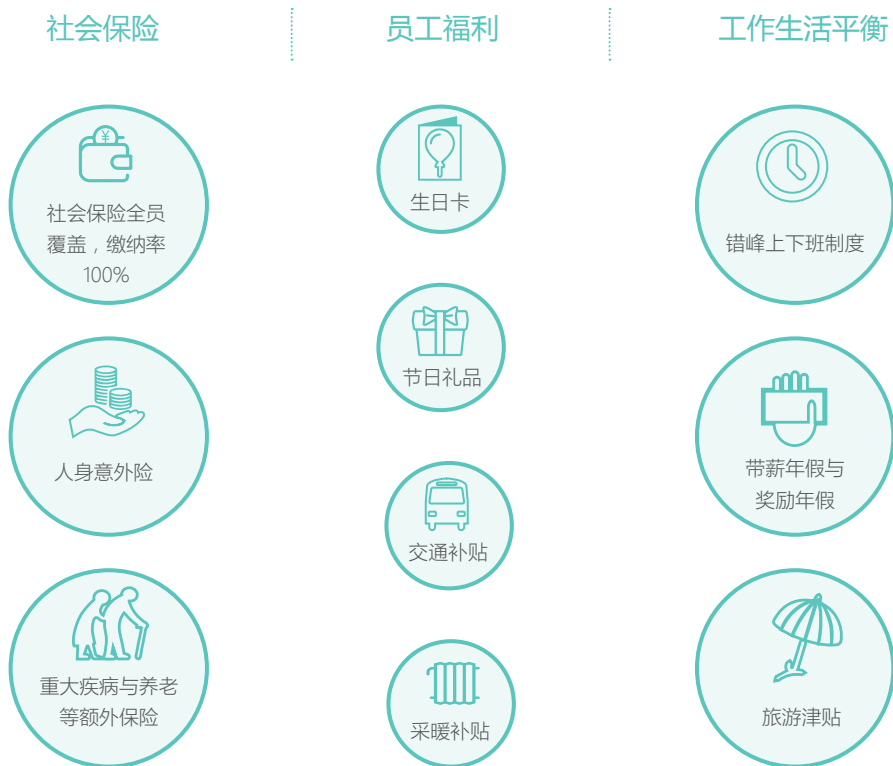 社会保险
员工福利
工作生活平衡
¥
社会保险全员
覆盖，缴纳率
100%
人身意外险
重大疾病与养老
等额外保险
生日卡
节日礼品
交通补贴
采暖补贴
错峰上下班制度
带薪年假与
奖励年假
旅游津贴